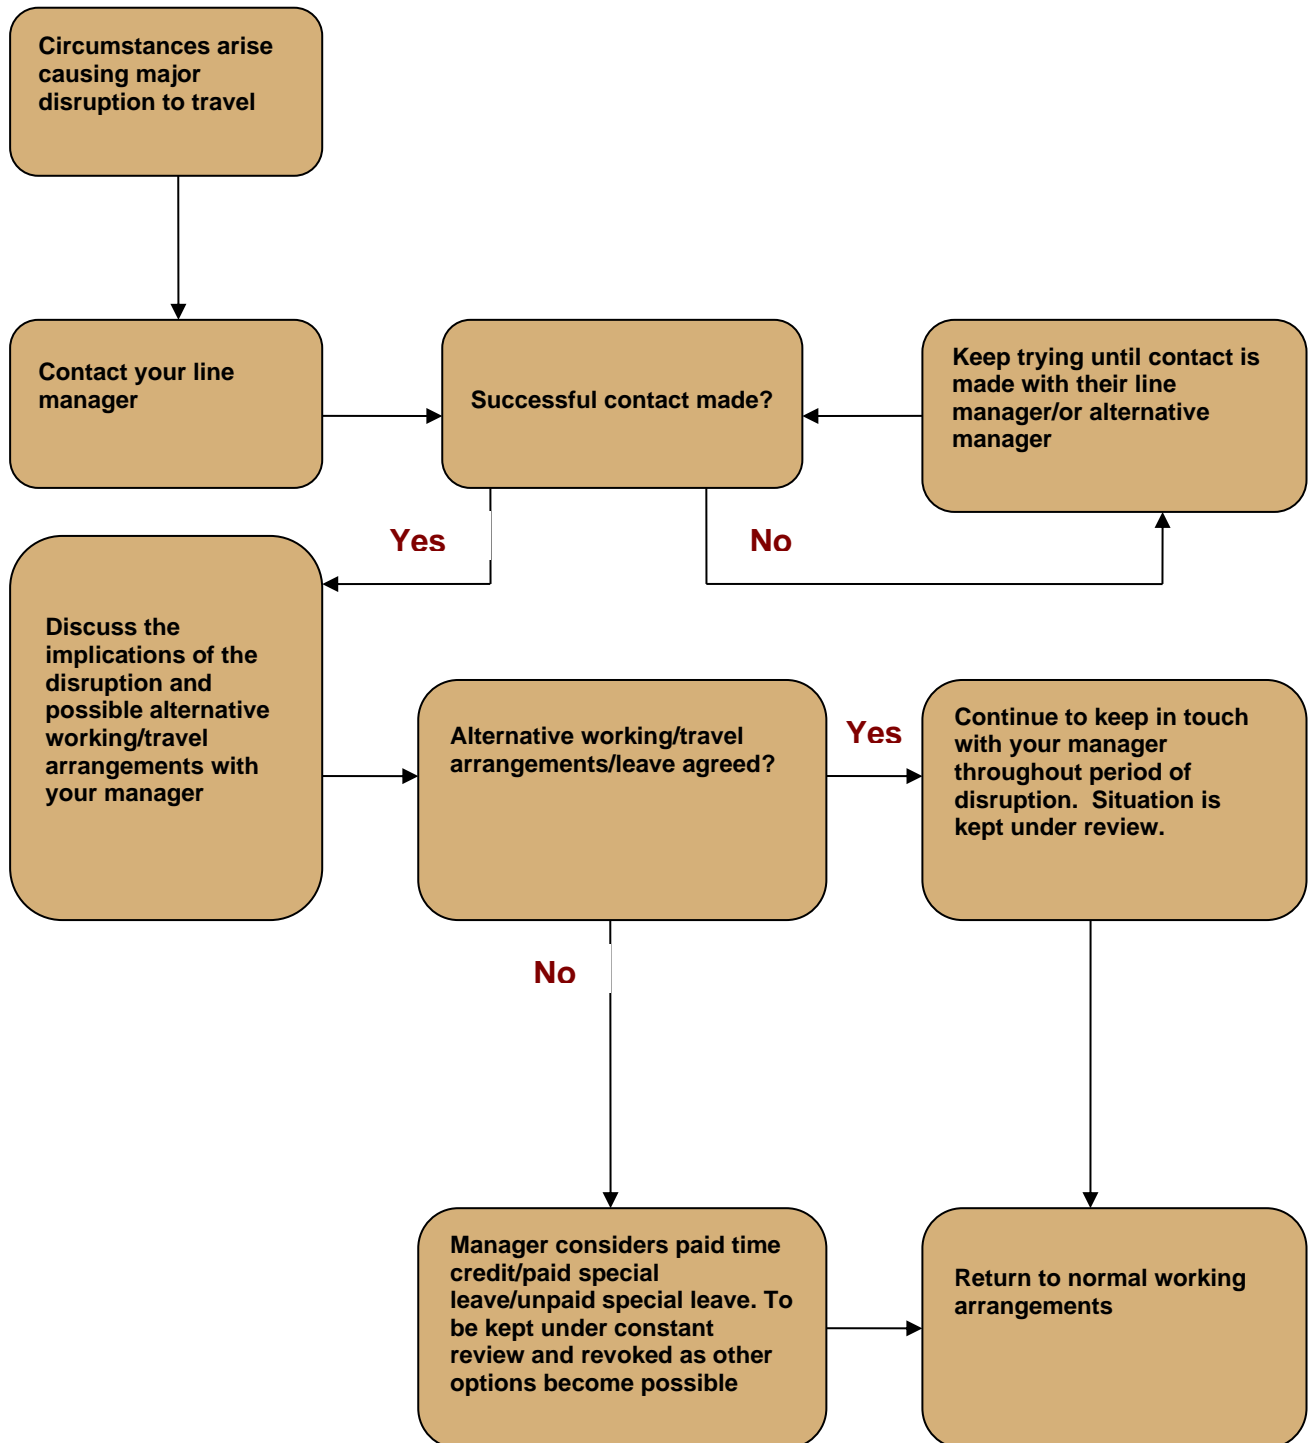 Circumstances arise
causing major
disruption to travel
Contact your line
manager
Successful contact made?
Keep trying until contact is
made with their line
manager/or alternative
manager
Yes
No
Discuss the
implications of the
disruption and
possible alternative
working/travel
arrangements with
your manager
Alternative working/travel
arrangements/leave agreed?
Yes
Continue to keep in touch
with your manager
throughout period of
disruption.  Situation is
kept under review.
No
Manager considers paid time
credit/paid special
leave/unpaid special leave. To
be kept under constant
review and revoked as other
options become possible
Return to normal working
arrangements